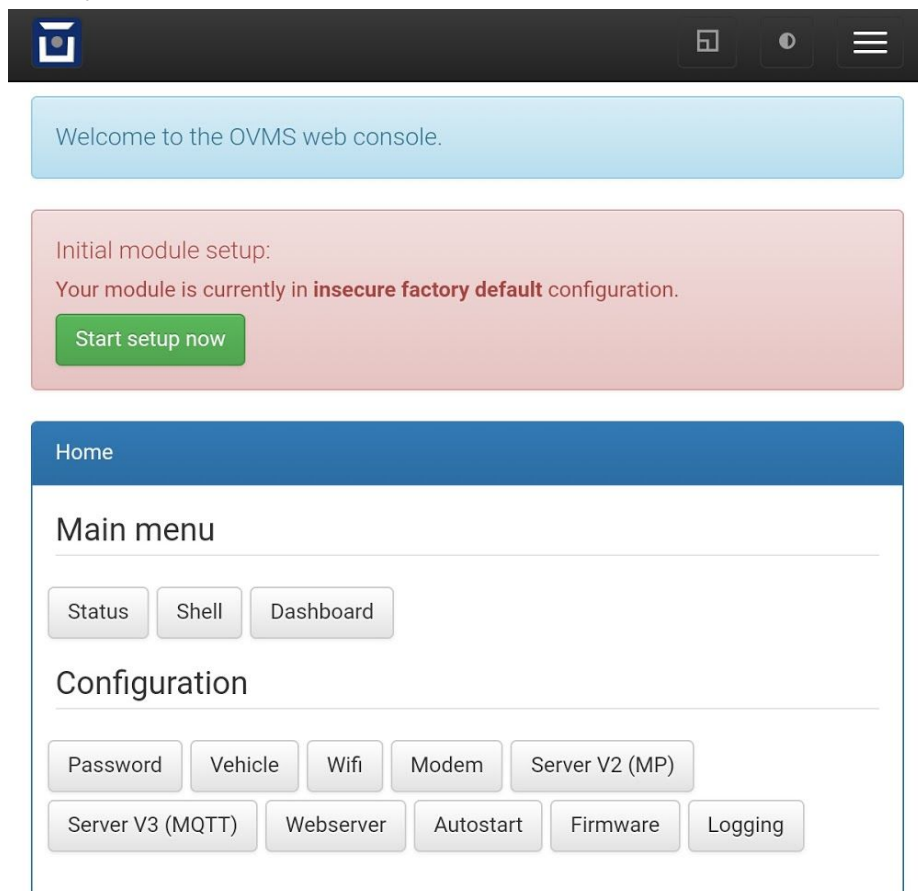 Welcome to the OVMS web console.
Initial module setup:
Your module is currently in insecure factory default configuration.
Start setup now
Home
Main menu
Status Shell Dashboard
Configuration
Password Vehicle Wifi Modem Server V2 (MP)
Server V3 (MQTT) Webserver Autostart Firmware Logging